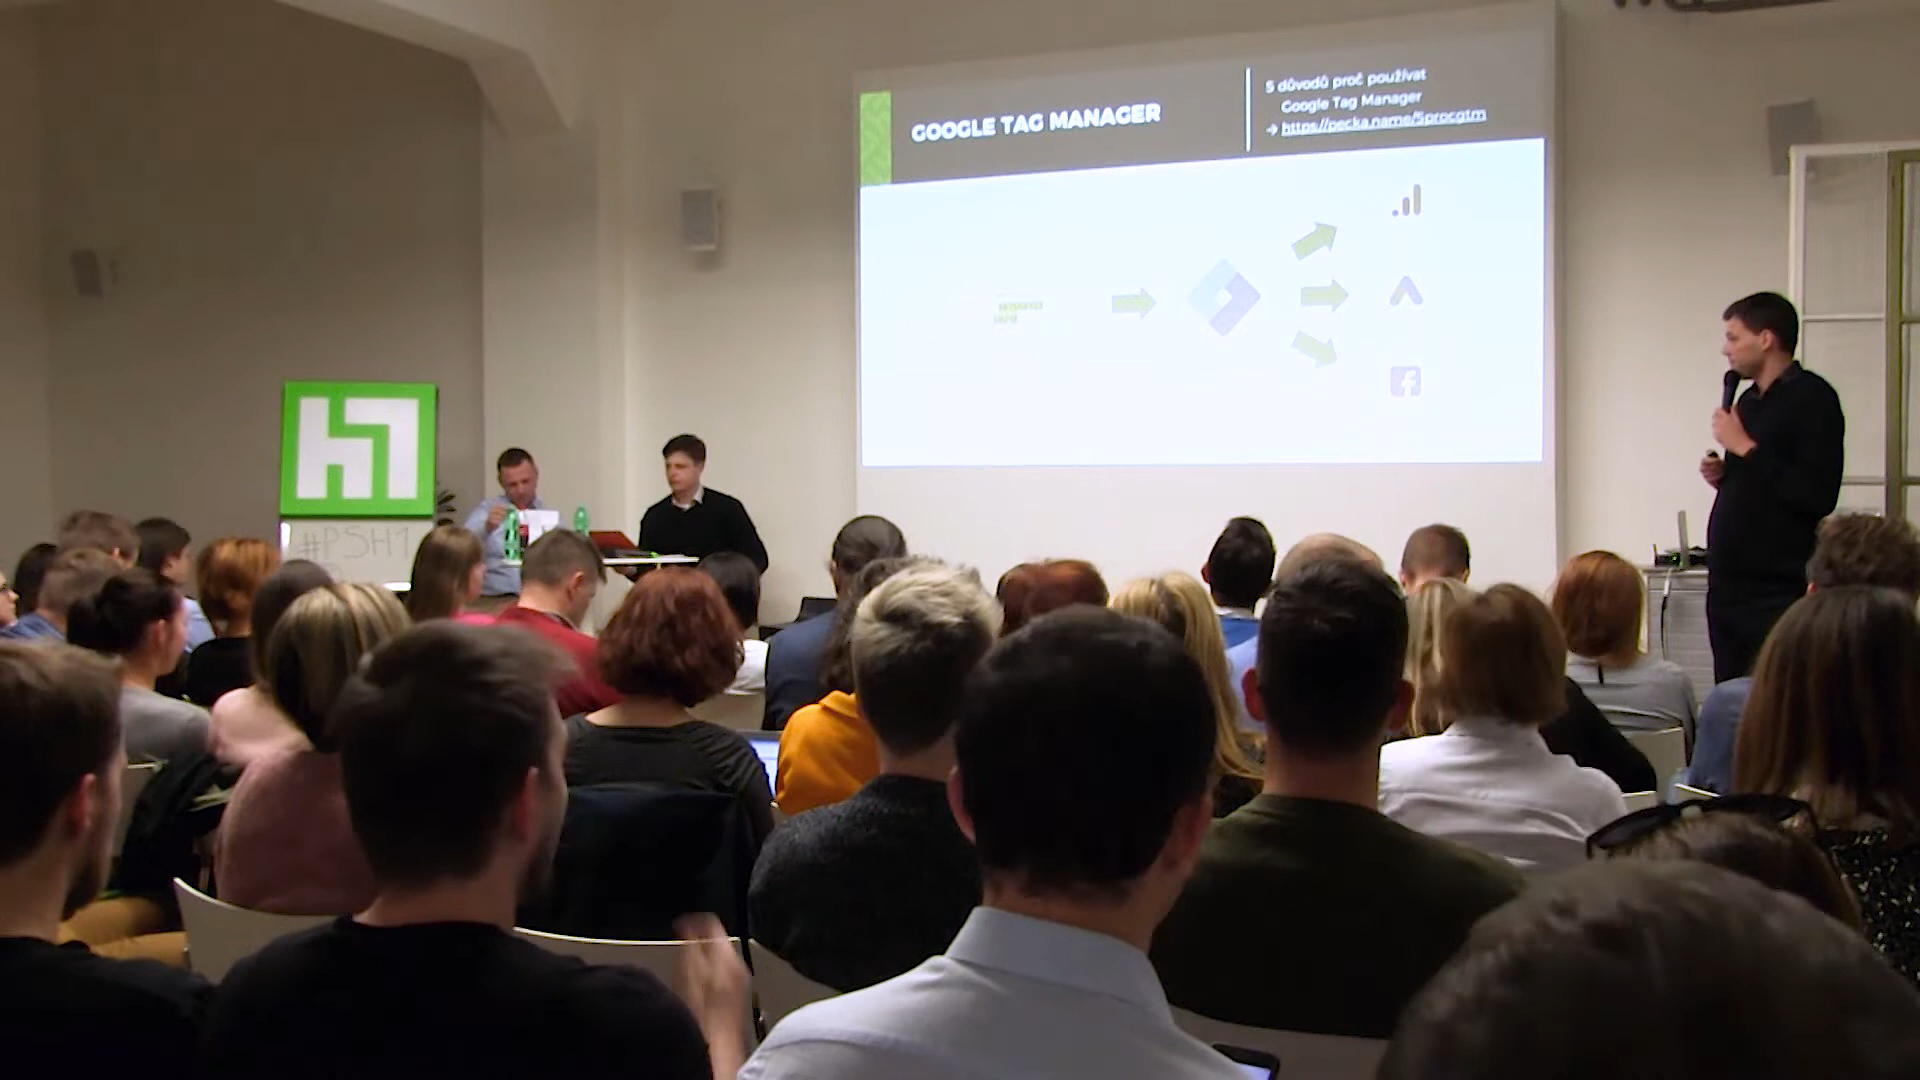 GOOGLE TAG MANAGER
5 důvodů proč používat
Google Tag Manager
→ https://pecka.name/5procgtm
#PSH1